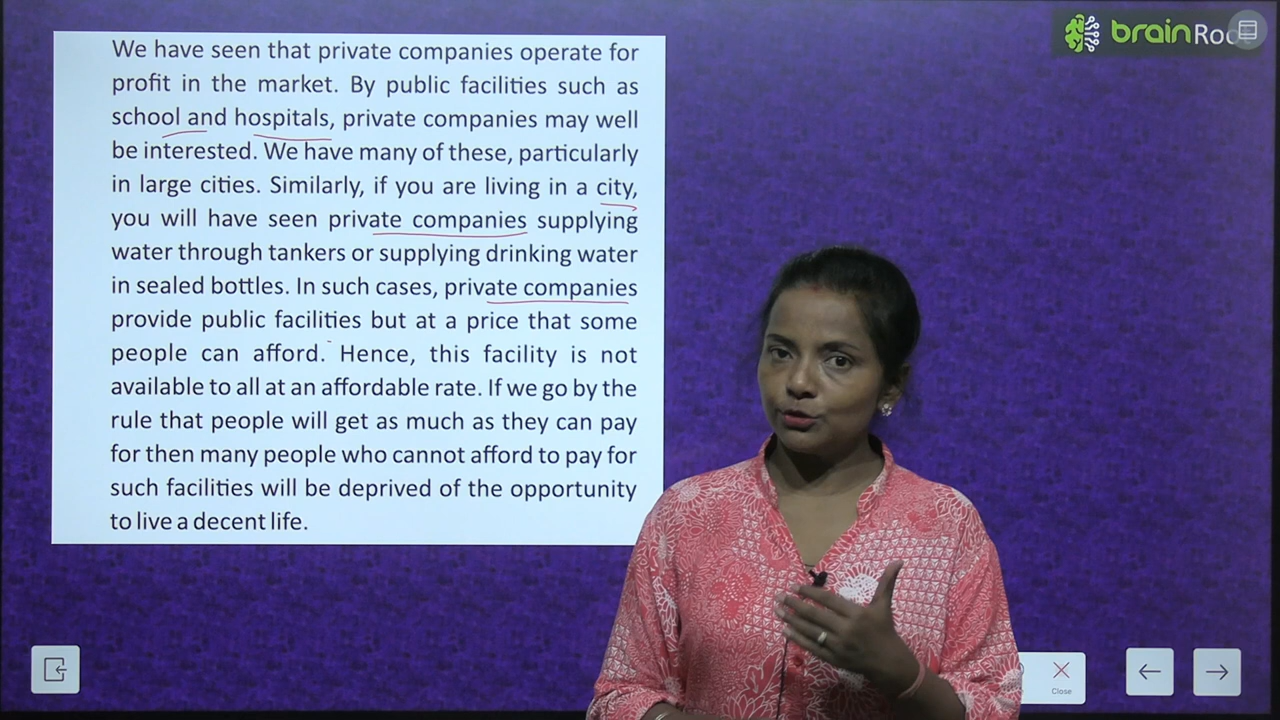 brainRoo
We have seen that private companies operate for
profit in the market. By public facilities such as
school and hospitals, private companies may well
be interested. We have many of these, particularly
in large cities. Similarly, if you are living in a city,
you will have seen private companies supplying
water through tankers or supplying drinking water
in sealed bottles. In such cases, private companies
provide public facilities but at a price that some
people can afford. Hence, this facility is not
available to all at an affordable rate. If we go by the
rule that people will get as much as they can pay
for then many people who cannot afford to pay for
such facilities will be deprived of the opportunity
to live a decent life.
Close